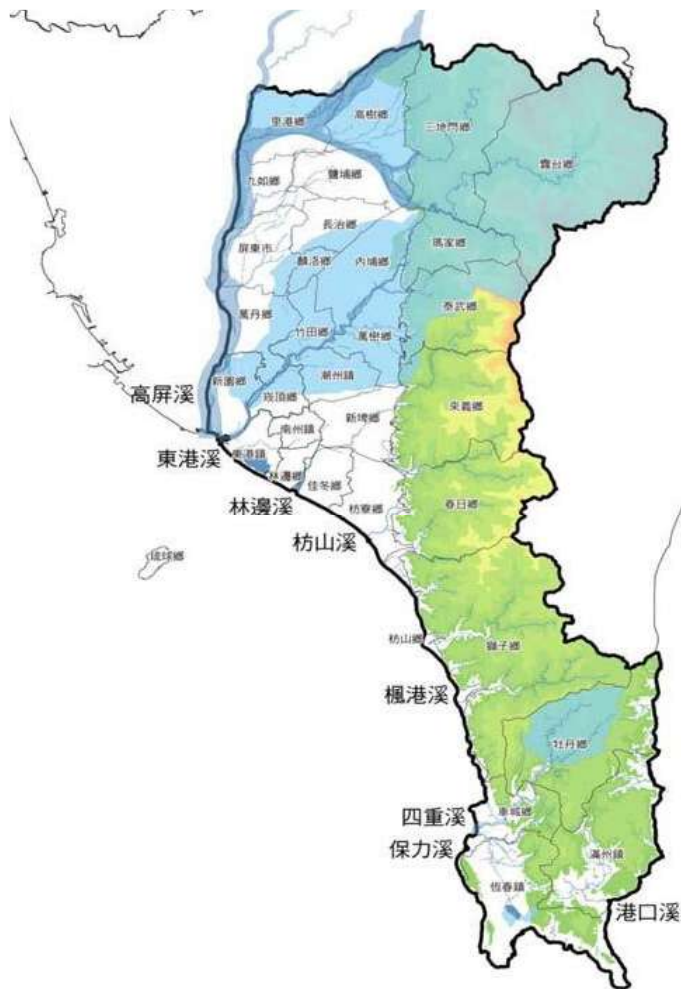 高樹鄉
里港鄉
三地門鄉
霧台鄉
九如鄉
鹽埔鄉
長治鄉
屏東市
瑪家鄉
麟洛鄉
內埔鄉
泰武鄉
萬丹鄉
竹田鄉
萬樹鄉
新園鄉
潮州鎮
高屏溪
崁頂鄉
來義鄉
新埤鄉
南州鎮
東港溪
東港鎮
林邊鄉
佳冬鄉
林邊溪
枋寮鄉
春日鄉
枋山溪
琉球鄉
枋山鄉
獅子鄉
楓港溪
牡丹鄉
四重溪
車城鄉
保力溪
滿州鎮
恆春鎮
港口溪